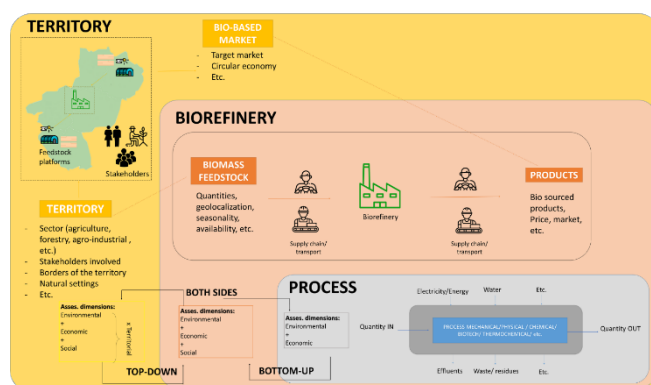 TERRITORY
BIO-BASED
MARKET
- Target market
- Circular economy
- Etc.
Feedstock
platforms
Stakeholders
TERRITORY
- Sector (agriculture,
forestry, agro-industrial ,
etc.)
- Stakeholders involved
- Borders of the territory
- Natural settings
- Etc.
BIOREFINERY
BIOMASS
FEEDSTOCK
Quantities,
geolocalization,
seasonality,
availability, etc.
Supply chain/
transport
Biorefinery
Supply chain/
transport
PRODUCTS
Bio sourced
products,
Price, market,
etc.
BOTH SIDES
Asses. dimensions:
Environmental
+
Economic
+
Social
x Territorial
Asses. dimensions:
Environmental
+
Economic
+
Social
Asses. dimensions:
Environmental
+
Economic
TOP-DOWN
BOTTOM-UP
PROCESS
Electricity/Energy
Water
Etc.
Quantity IN
PROCESS MECHANICAL/PHYSICAL / CHEMICAL/
BIOTECH/ THERMOCHEMICAL/ etc.
Quantity OUT
Effluents
Waste/ residues
Etc.